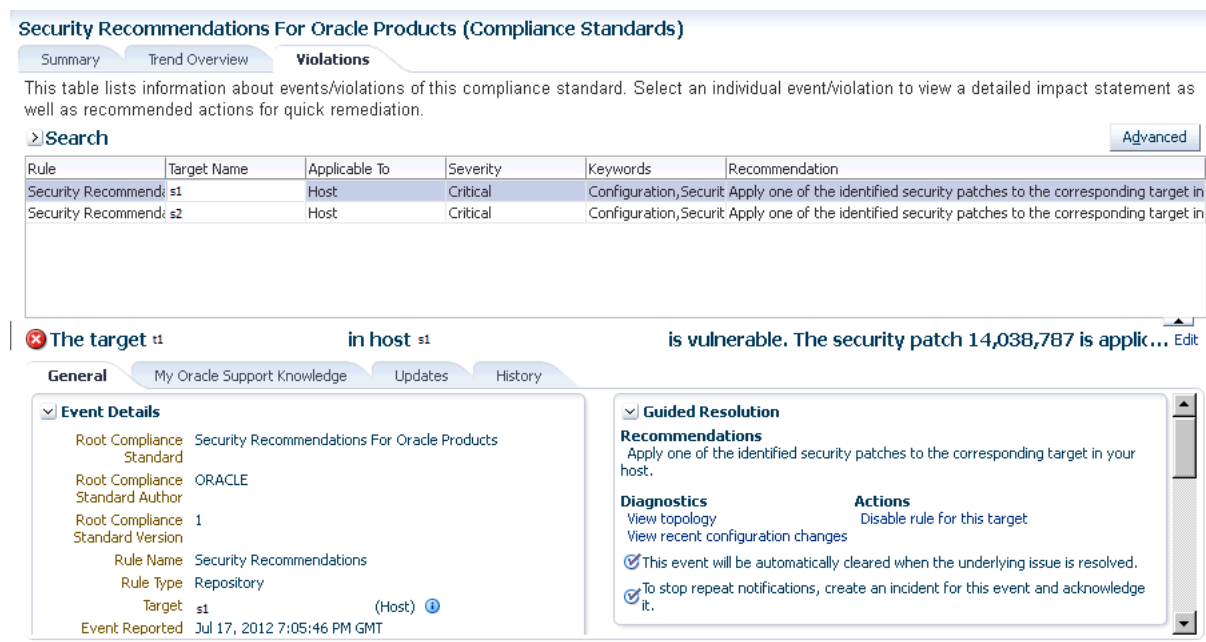 Security Recommendations For Oracle Products (Compliance Standards)
Summary Trend Overview Violations
This table lists information about events/violations of this compliance standard. Select an individual event/violation to view a detailed impact statement as
well as recommended actions for quick remediation.
Search Advanced
Rule Target Name Applicable To Severity Keywords Recommendation
Security Recommenda s1 Host Critical Configuration,Securit Apply one of the identified security patches to the corresponding target in
Security Recommenda s2 Host Critical Configuration,Securit Apply one of the identified security patches to the corresponding target in
The target t1 in host s1 is vulnerable. The security patch 14,038,787 is applic... Edit
General My Oracle Support Knowledge Updates History
Event Details
Root Compliance Security Recommendations For Oracle Products
Standard
Root Compliance ORACLE
Standard Author
Root Compliance 1
Standard Version
Rule Name Security Recommendations
Rule Type Repository
Target s1 (Host)
Event Reported Jul 17, 2012 7:05:46 PM GMT
Guided Resolution
Recommendations
Apply one of the identified security patches to the corresponding target in your
host.
Diagnostics Actions
View topology Disable rule for this target
View recent configuration changes
This event will be automatically cleared when the underlying issue is resolved.
To stop repeat notifications, create an incident for this event and acknowledge
it.